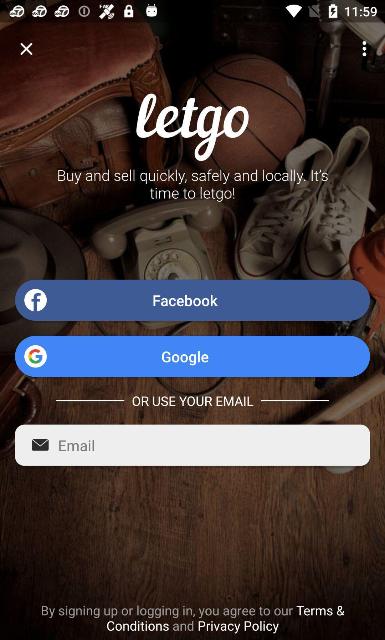 11:59
letgo
Buy and sell quickly, safely and locally. It's
time to letgo!
Facebook
Google
OR USE YOUR EMAIL
Email
By signing up or logging in, you agree to our Terms &
Conditions and Privacy Policy